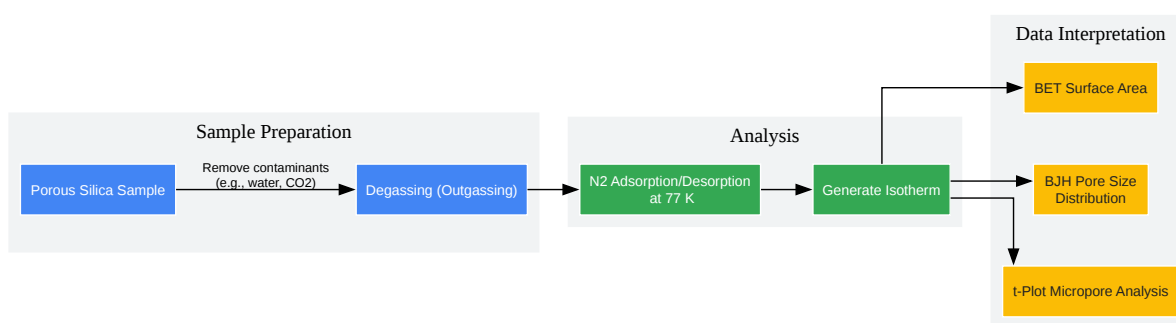 Sample Preparation
Porous Silica Sample
Remove contaminants
(e.g., water, CO2)
Degassing (Outgassing)
Analysis
N2 Adsorption/Desorption
at 77 K
Generate Isotherm
Data Interpretation
BET Surface Area
BJH Pore Size
Distribution
t-Plot Micropore Analysis